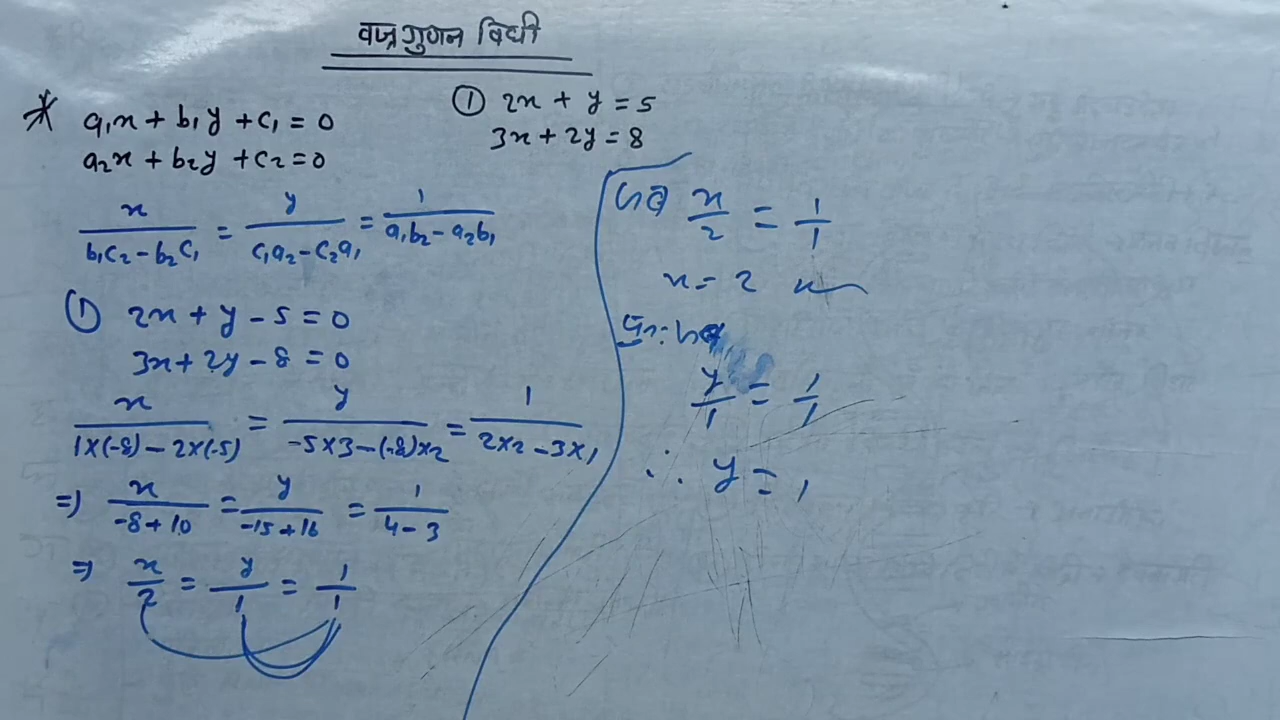 वज्रगुणन विधी
* a₁x + b₁y + c₁ = 0
a₂x + b₂y + c₂ = 0
x/(b₁c₂ - b₂c₁) = y/(c₁a₂ - c₂a₁) = 1/(a₁b₂ - a₂b₁)
① 2x + y - 5 = 0
3x + 2y - 8 = 0
x/(1×(-8) - 2×(-5)) = y/(-5×3 - (-8)×2) = 1/(2×2 - 3×1)
⇒ x/(-8+10) = y/(-15+16) = 1/(4-3)
⇒ x/2 = y/1 = 1/1
① 2x + y = 5
3x + 2y = 8
x/2 = 1/1
x = 2
y/1 = 1/1
∴ y = 1